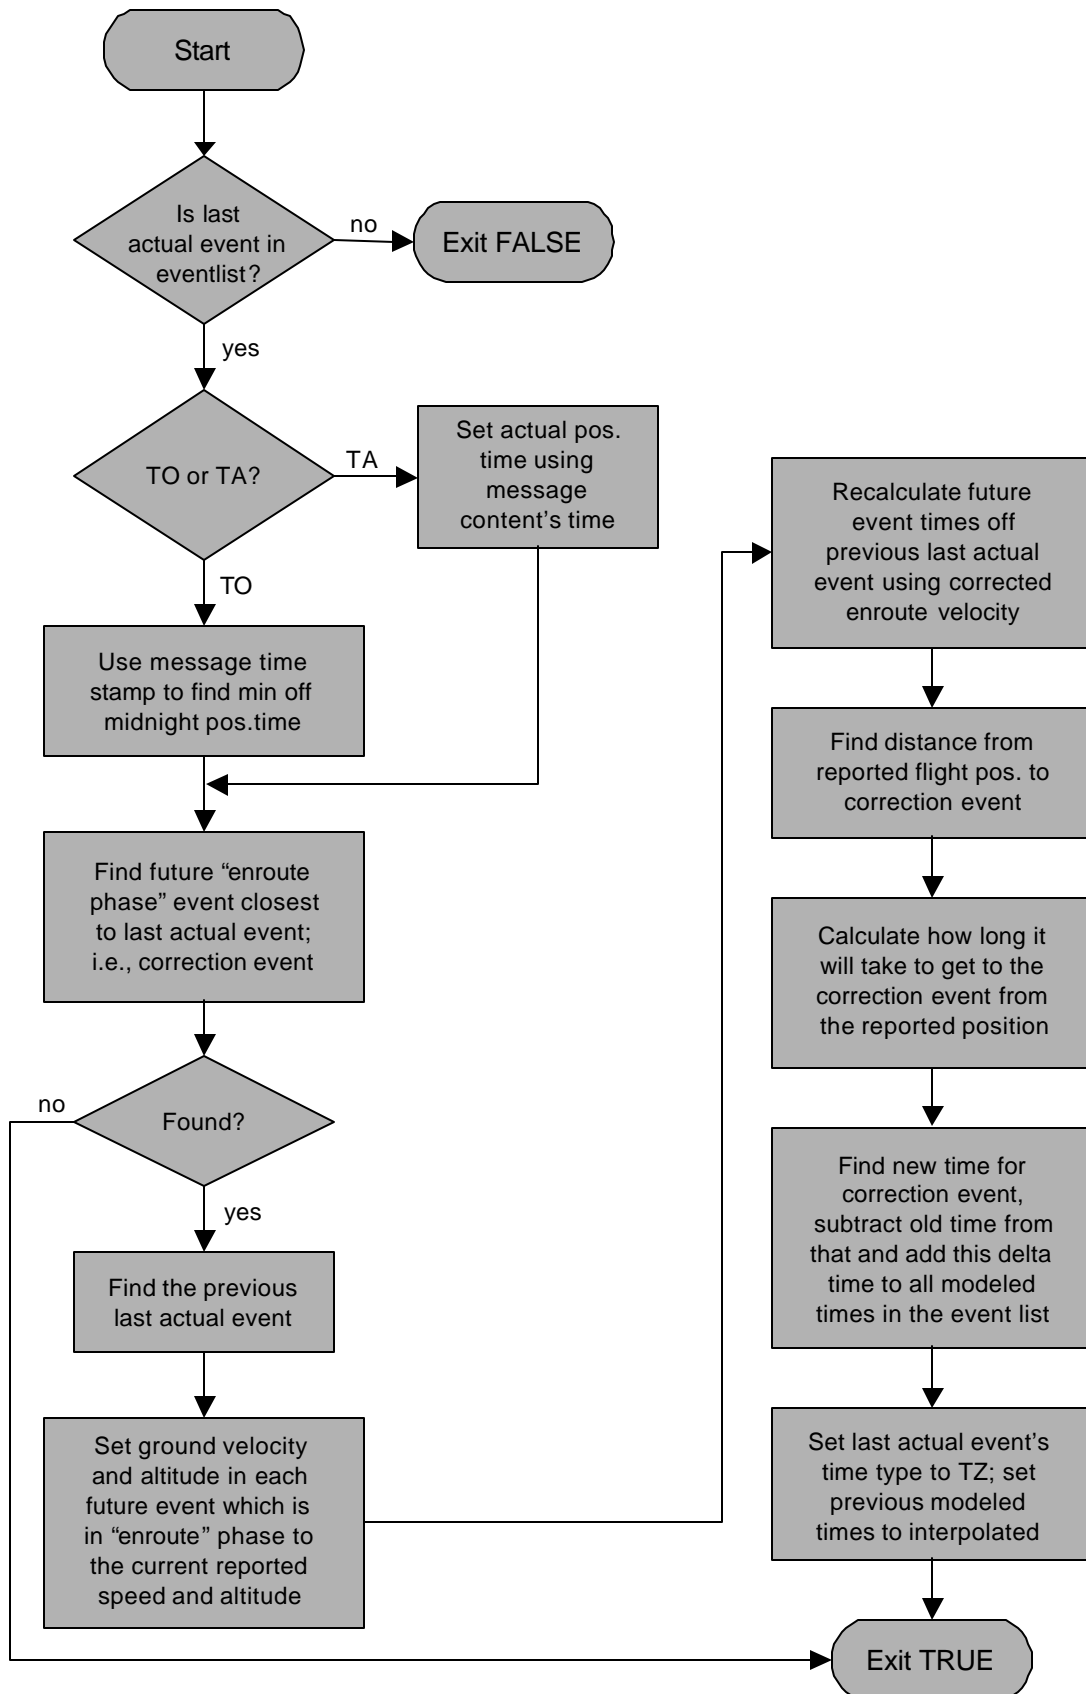 Start
Is last
actual event in
eventlist?
no
Exit FALSE
yes
TO or TA?
TA
Set actual pos.
time using
message
content's time
TO
Use message time
stamp to find min off
midnight pos.time
Find future “enroute
phase” event closest
to last actual event;
i.e., correction event
Found?
no
yes
Find the previous
last actual event
Set ground velocity
and altitude in each
future event which is
in “enroute” phase to
the current reported
speed and altitude
Recalculate future
event times off
previous last actual
event using corrected
enroute velocity
Find distance from
reported flight pos. to
correction event
Calculate how long it
will take to get to the
correction event from
the reported position
Find new time for
correction event,
subtract old time from
that and add this delta
time to all modeled
times in the event list
Set last actual event's
time type to TZ; set
previous modeled
times to interpolated
Exit TRUE